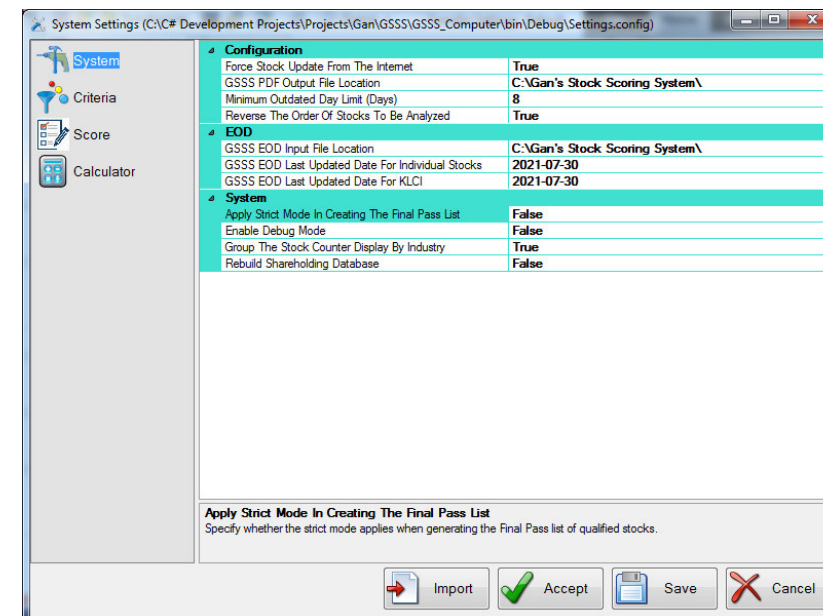 System Settings (C:\C# Development Projects\Projects\Gan\GSSS\GSSS_Computer\bin\Debug\Settings.config)
System
Criteria
Score
Calculator
Configuration
Force Stock Update From The Internet True
GSSS PDF Output File Location C:\Gan's Stock Scoring System\
Minimum Outdated Day Limit (Days) 8
Reverse The Order Of Stocks To Be Analyzed True
EOD
GSSS EOD Input File Location C:\Gan's Stock Scoring System\
GSSS EOD Last Updated Date For Individual Stocks 2021-07-30
GSSS EOD Last Updated Date For KLCI 2021-07-30
System
Apply Strict Mode In Creating The Final Pass List False
Enable Debug Mode False
Group The Stock Counter Display By Industry True
Rebuild Shareholding Database False
Apply Strict Mode In Creating The Final Pass List
Specify whether the strict mode applies when generating the Final Pass list of qualified stocks.
Import Accept Save Cancel